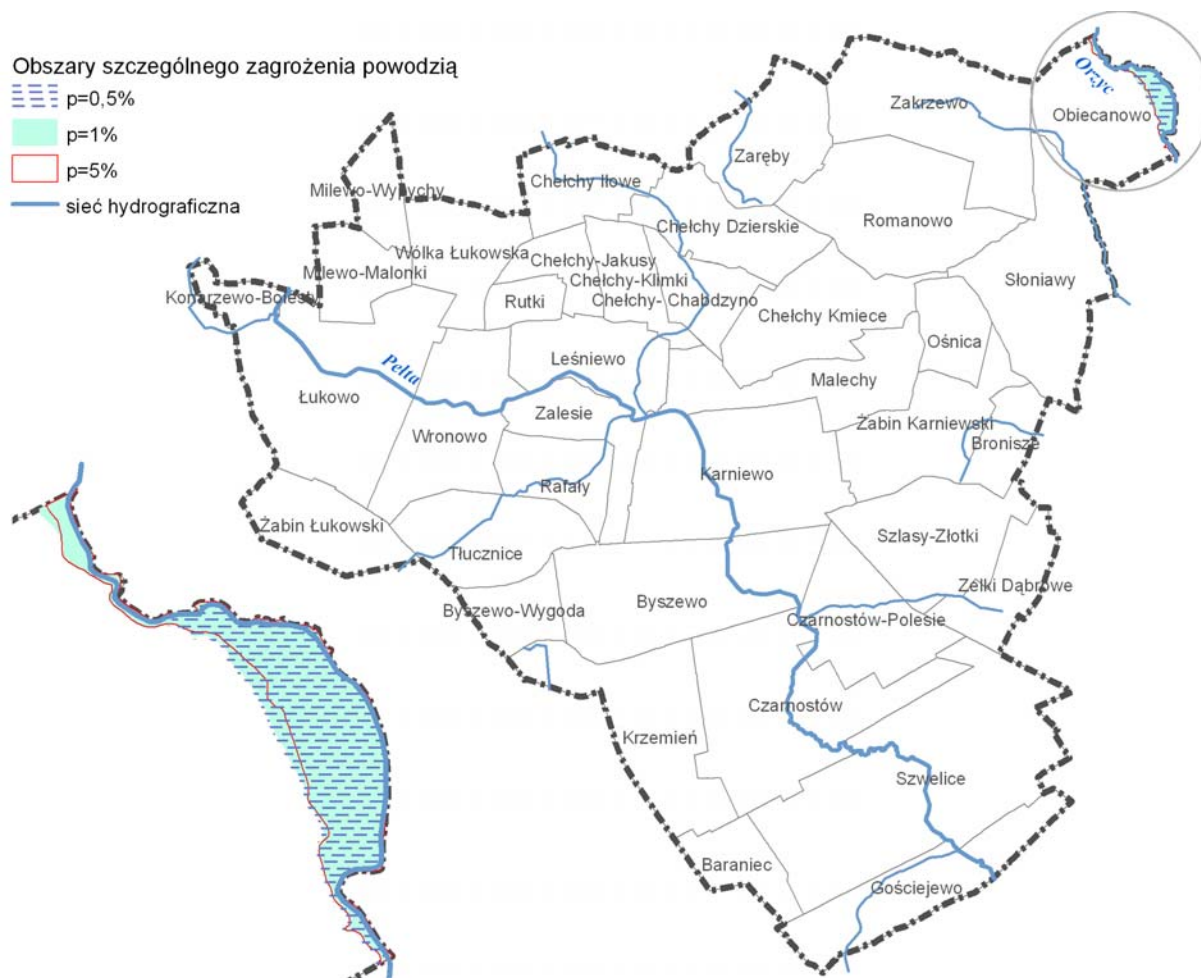 Obszary szczególnego zagrożenia powodzią
p=0,5%
p=1%
p=5%
sieć hydrograficzna
Orzyc
Zakrzewo
Obiecanowo
Zaręby
Chełchy Iłowe
Milewo-Wypychy
Romanowo
Chełchy Dzierskie
Wólka Łukowska
Chełchy-Jakusy
Milewo-Malonki
Chełchy-Klimki
Słoniawy
Konarzewo-Bolesty
Rutki
Chełchy-
Chabdzyno
Chełchy Kmiece
Ośnica
Leśniewo
Pełta
Malechy
Łukowo
Zalesie
Żabin Karniewski
Wronowo
Bronisze
Karniewo
Rafały
Żabin Łukowski
Szlasy-Złotki
Tłucznice
Zelki Dąbrowe
Byszewo
Byszewo-Wygoda
Czarnostów-Polesie
Czarnostów
Krzemień
Szwelice
Baraniec
Gościejewo